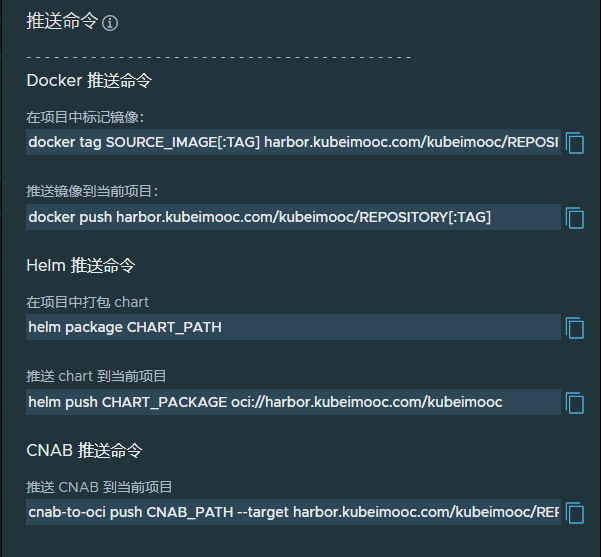 推送命令
Docker 推送命令
在项目中标记镜像：
docker tag SOURCE_IMAGE[:TAG] harbor.kubeimooc.com/kubeimooc/REPOSI
推送镜像到当前项目：
docker push harbor.kubeimooc.com/kubeimooc/REPOSITORY[:TAG]
Helm 推送命令
在项目中打包 chart
helm package CHART_PATH
推送 chart 到当前项目
helm push CHART_PACKAGE oci://harbor.kubeimooc.com/kubeimooc
CNAB 推送命令
推送 CNAB 到当前项目
cnab-to-oci push CNAB_PATH --target harbor.kubeimooc.com/kubeimooc/REP